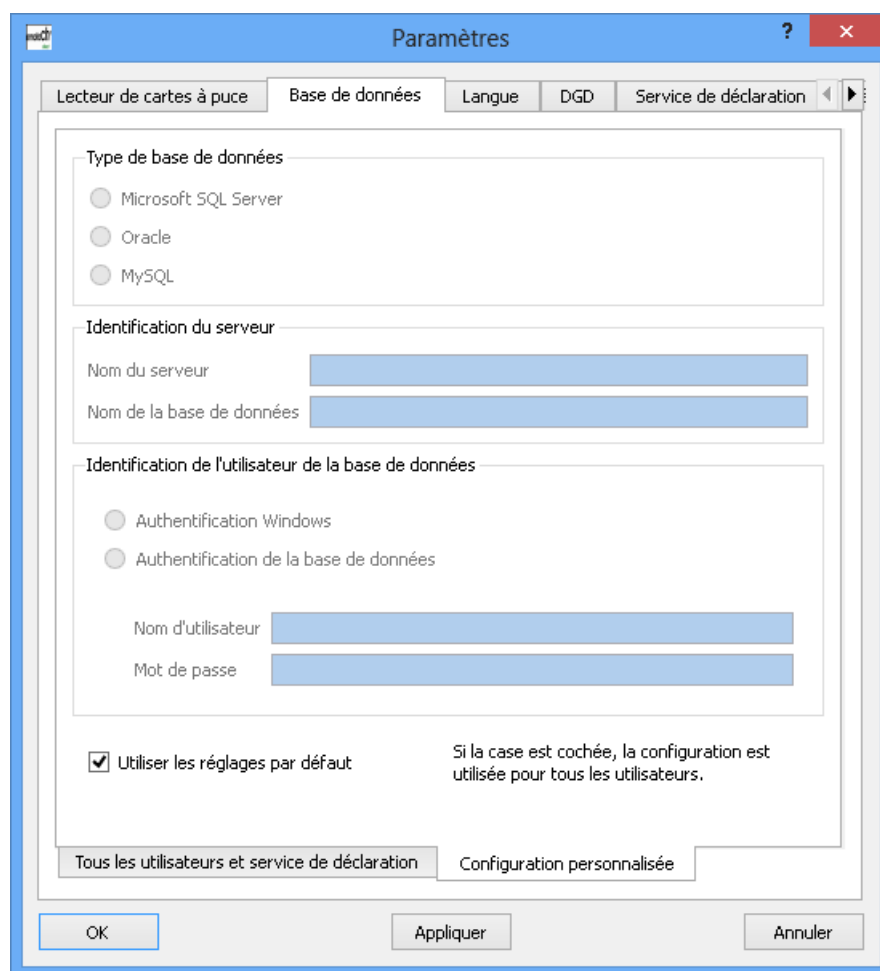 Paramètres
?
Lecteur de cartes à puce
Base de données
Langue
DGD
Service de déclaration
Type de base de données
Microsoft SQL Server
Oracle
MySQL
Identification du serveur
Nom du serveur
Nom de la base de données
Identification de l'utilisateur de la base de données
Authentification Windows
Authentification de la base de données
Nom d'utilisateur
Mot de passe
Utiliser les réglages par défaut
Si la case est cochée, la configuration est
utilisée pour tous les utilisateurs.
Tous les utilisateurs et service de déclaration
Configuration personnalisée
OK
Appliquer
Annuler